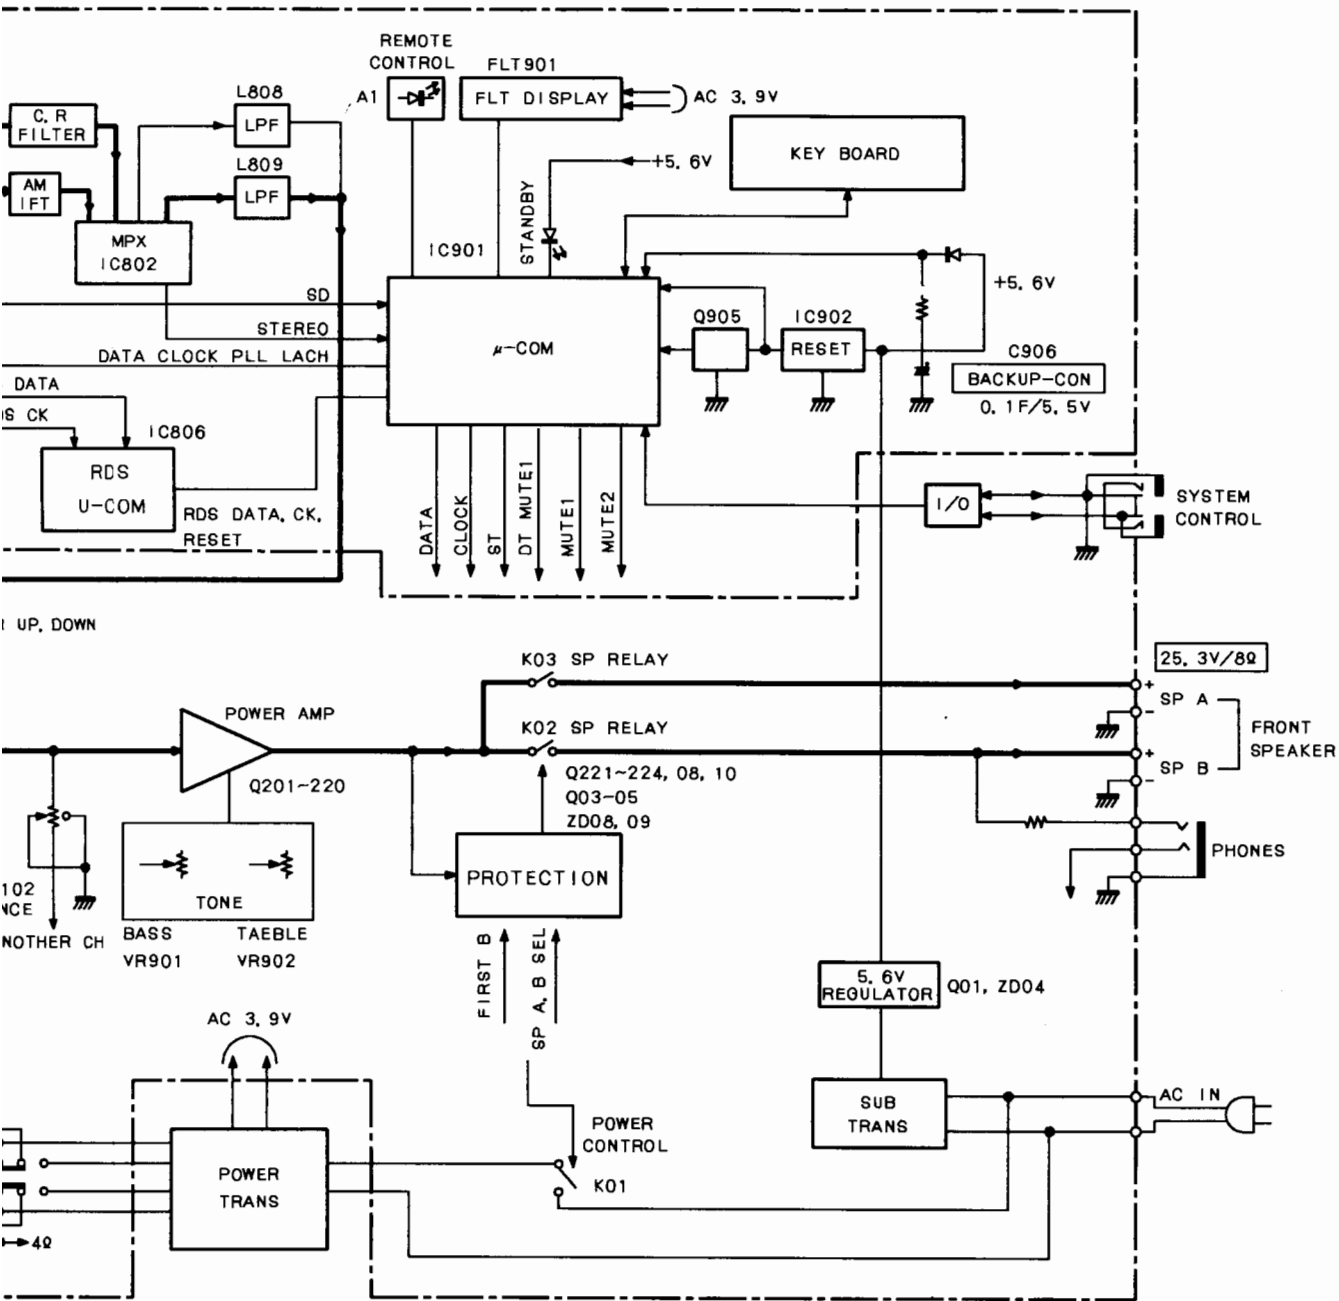 REMOTE
CONTROL
FLT901
A1
FLT DISPLAY
AC 3.9V
L808
C.R
FILTER
LPF
L809
AM
IFT
LPF
+5.6V
KEY BOARD
STANDBY
MPX
IC802
IC901
+5.6V
SD
STEREO
DATA CLOCK PLL LACH
μ-COM
Q905
IC902
RESET
C906
BACKUP-CON
0.1F/5.5V
DATA
S CK
IC806
RDS
U-COM
RDS DATA, CK,
RESET
DATA
CLOCK
ST
DT MUTE1
MUTE1
MUTE2
I/O
SYSTEM
CONTROL
UP, DOWN
K03 SP RELAY
25.3V/8Ω
+
SP A
-
POWER AMP
K02 SP RELAY
FRONT
SPEAKER
+
SP B
-
Q201~220
Q221~224, 08, 10
Q03-05
ZD08, 09
PHONES
PROTECTION
TONE
102
NCE
NOTHER CH
BASS
VR901
TAEBLE
VR902
FIRST B
SP A, B SEL
5.6V
REGULATOR
Q01, ZD04
AC 3.9V
SUB
TRANS
AC IN
POWER
CONTROL
POWER
TRANS
K01
4Ω